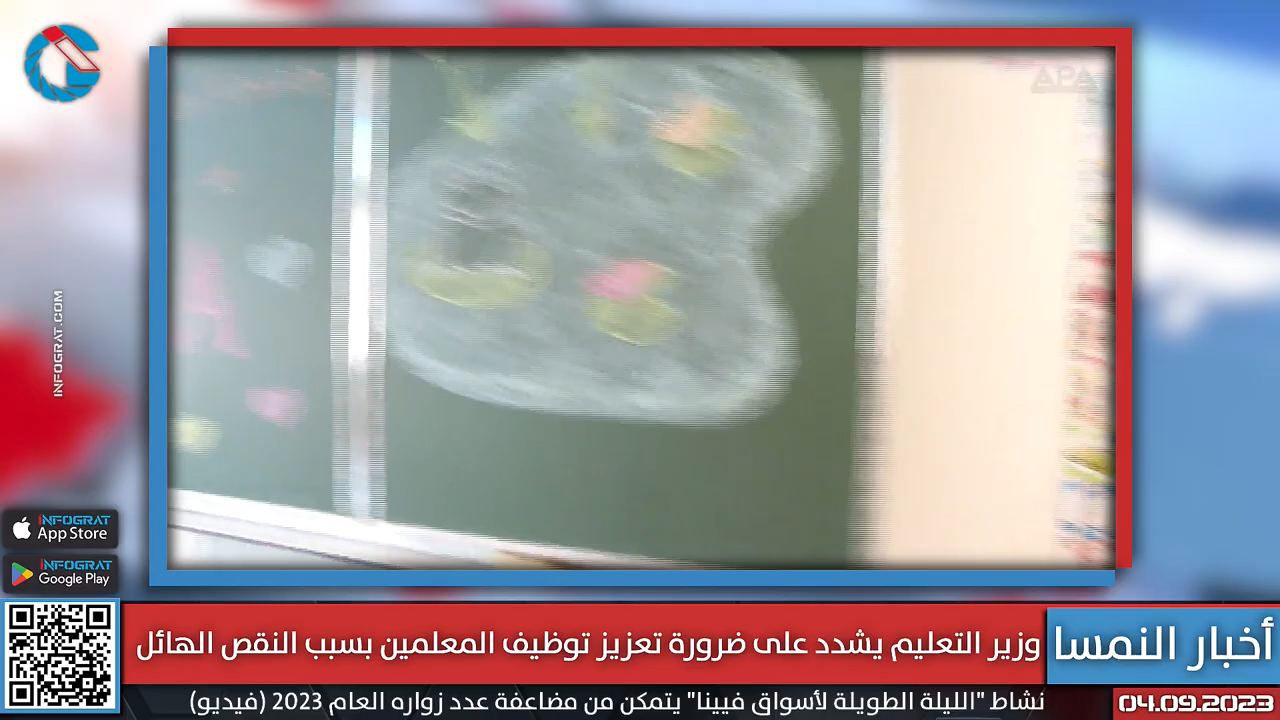 APA
INFOGRAT.COM
INFOGRAT
App Store
INFOGRAT
Google Play
أخبار النمسا
وزير التعليم يشدد على ضرورة تعزيز توظيف المعلمين بسبب النقص الهائل
04.09.2023
نشاط "الليلة الطويلة لأسواق فيينا" يتمكن من مضاعفة عدد زواره العام 2023 (فيديو)